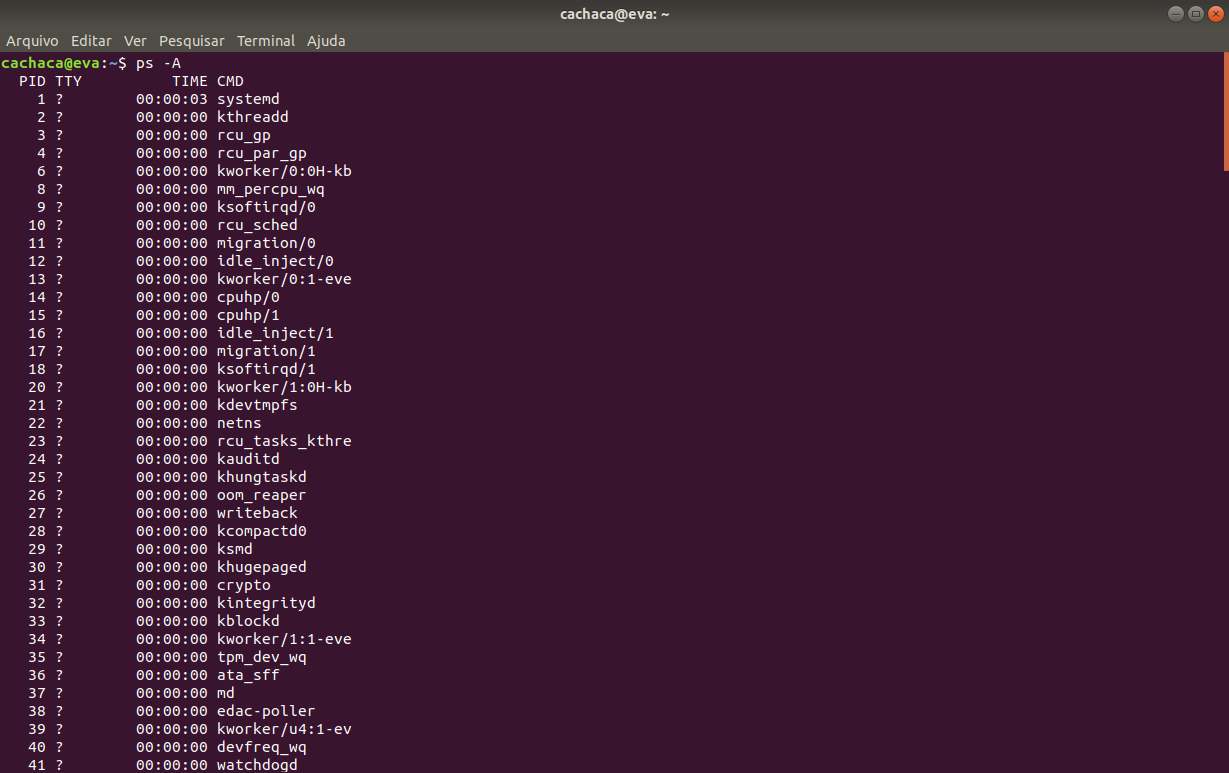 cachaca@eva: ~
Arquivo Editar Ver Pesquisar Terminal Ajuda
cachaca@eva:~$ ps -A
  PID TTY          TIME CMD
    1 ?        00:00:03 systemd
    2 ?        00:00:00 kthreadd
    3 ?        00:00:00 rcu_gp
    4 ?        00:00:00 rcu_par_gp
    6 ?        00:00:00 kworker/0:0H-kb
    8 ?        00:00:00 mm_percpu_wq
    9 ?        00:00:00 ksoftirqd/0
   10 ?        00:00:00 rcu_sched
   11 ?        00:00:00 migration/0
   12 ?        00:00:00 idle_inject/0
   13 ?        00:00:00 kworker/0:1-eve
   14 ?        00:00:00 cpuhp/0
   15 ?        00:00:00 cpuhp/1
   16 ?        00:00:00 idle_inject/1
   17 ?        00:00:00 migration/1
   18 ?        00:00:00 ksoftirqd/1
   20 ?        00:00:00 kworker/1:0H-kb
   21 ?        00:00:00 kdevtmpfs
   22 ?        00:00:00 netns
   23 ?        00:00:00 rcu_tasks_kthre
   24 ?        00:00:00 kauditd
   25 ?        00:00:00 khungtaskd
   26 ?        00:00:00 oom_reaper
   27 ?        00:00:00 writeback
   28 ?        00:00:00 kcompactd0
   29 ?        00:00:00 ksmd
   30 ?        00:00:00 khugepaged
   31 ?        00:00:00 crypto
   32 ?        00:00:00 kintegrityd
   33 ?        00:00:00 kblockd
   34 ?        00:00:00 kworker/1:1-eve
   35 ?        00:00:00 tpm_dev_wq
   36 ?        00:00:00 ata_sff
   37 ?        00:00:00 md
   38 ?        00:00:00 edac-poller
   39 ?        00:00:00 kworker/u4:1-ev
   40 ?        00:00:00 devfreq_wq
   41 ?        00:00:00 watchdogd